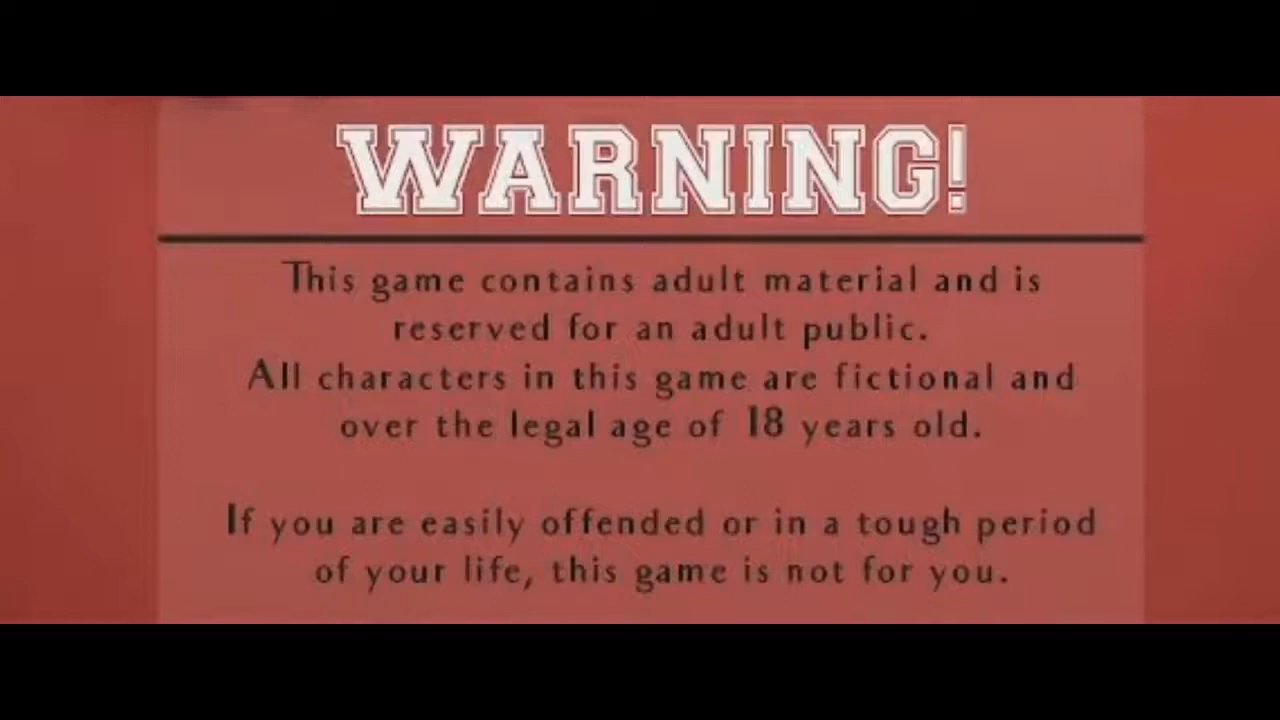 WARNING!
This game contains adult material and is
reserved for an adult public.
All characters in this game are fictional and
over the legal age of 18 years old.
If you are easily offended or in a tough period
of your life, this game is not for you.